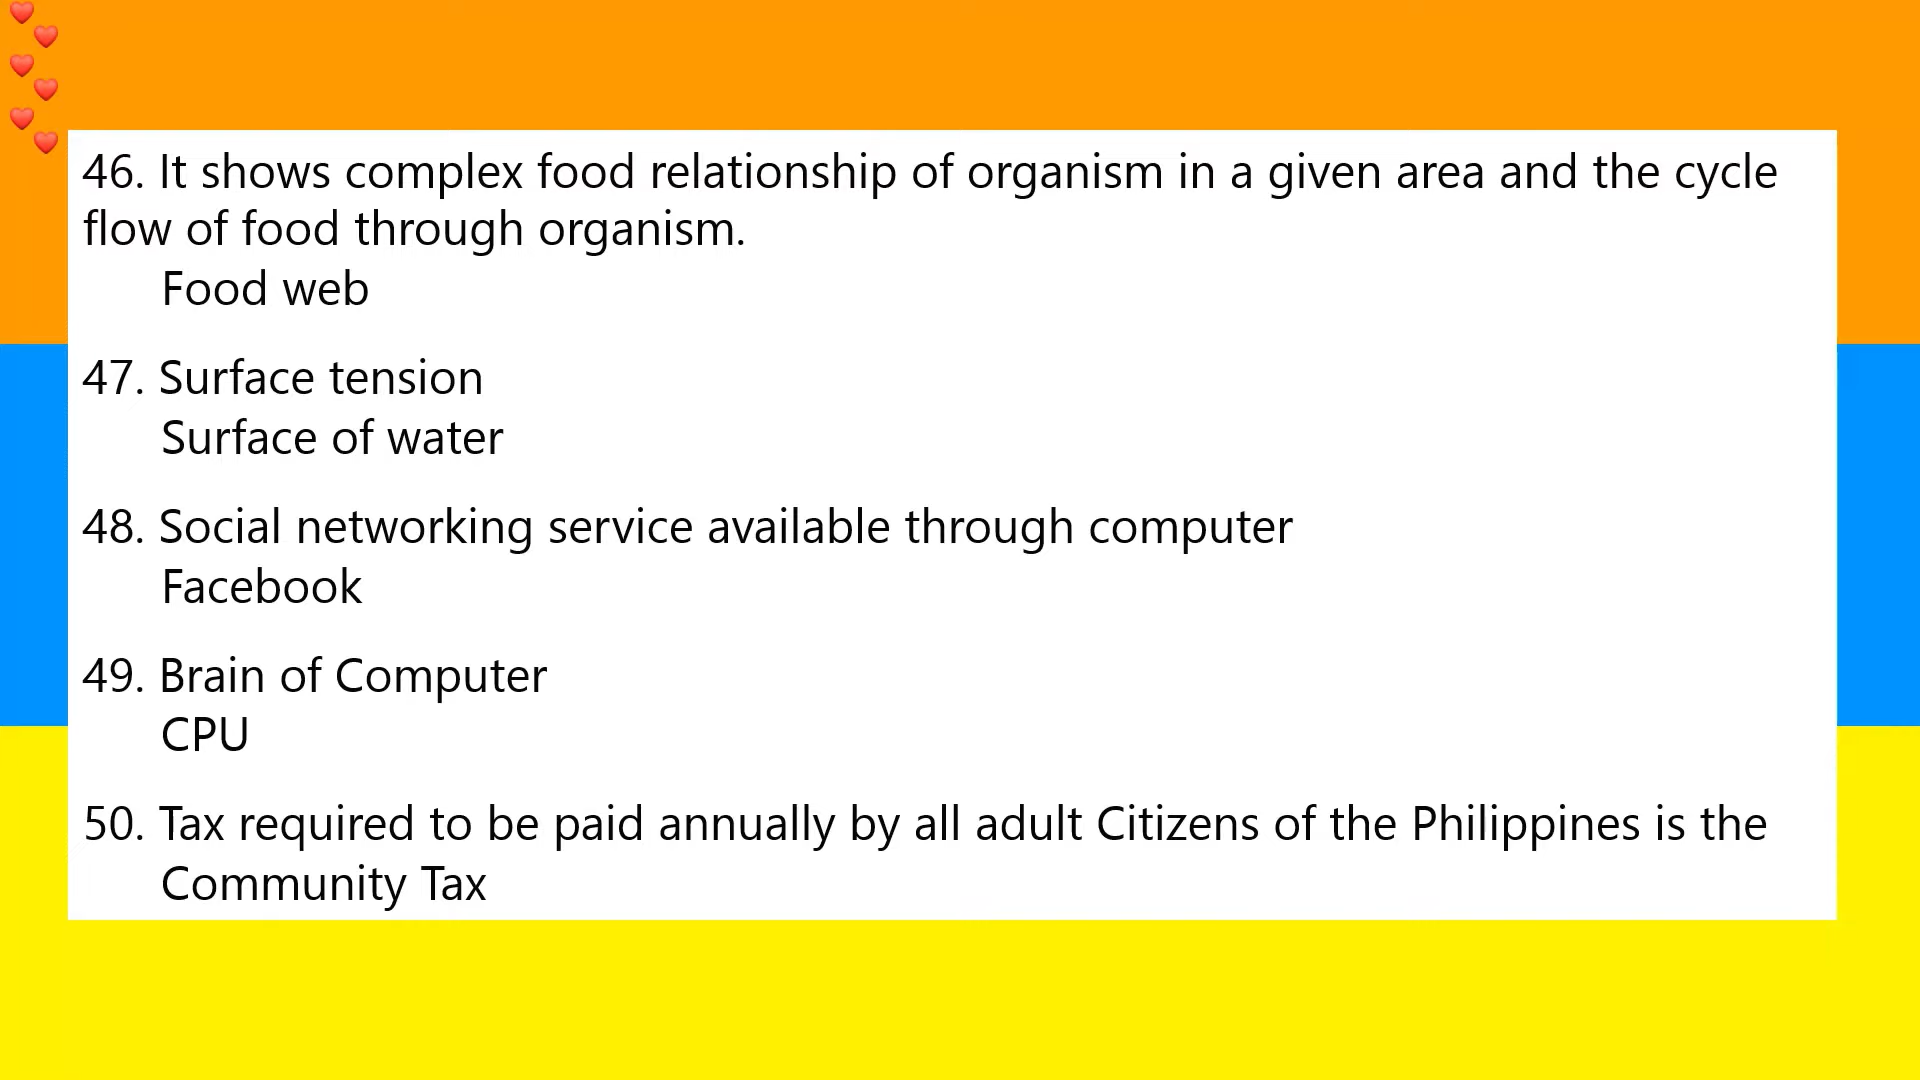 46. It shows complex food relationship of organism in a given area and the cycle
flow of food through organism.
Food web
47. Surface tension
Surface of water
48. Social networking service available through computer
Facebook
49. Brain of Computer
CPU
50. Tax required to be paid annually by all adult Citizens of the Philippines is the
Community Tax